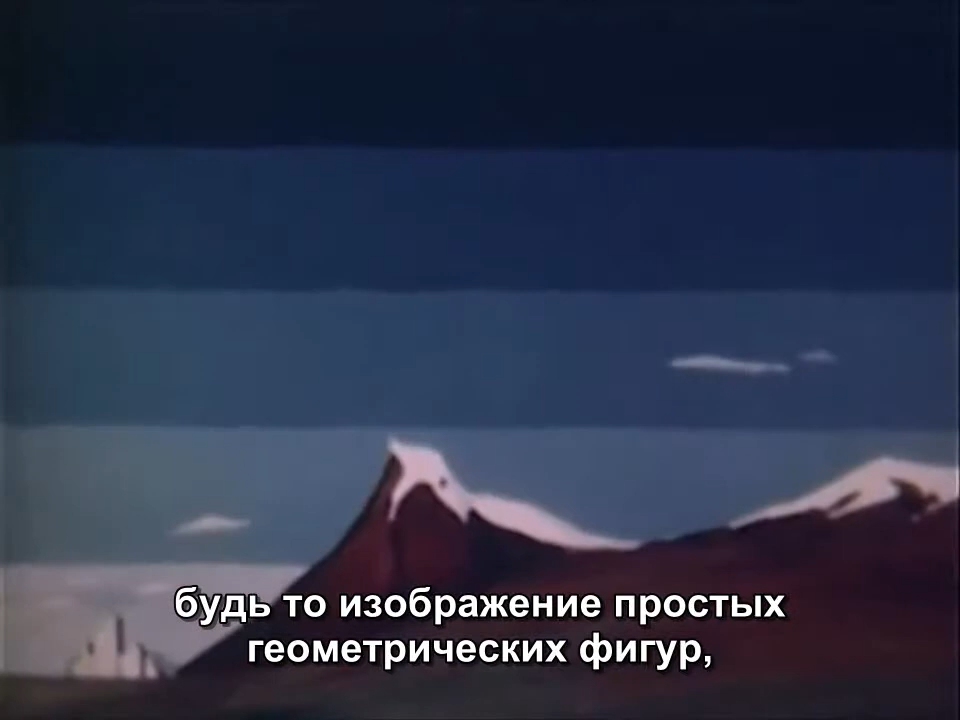 будь то изображение простых
геометрических фигур,